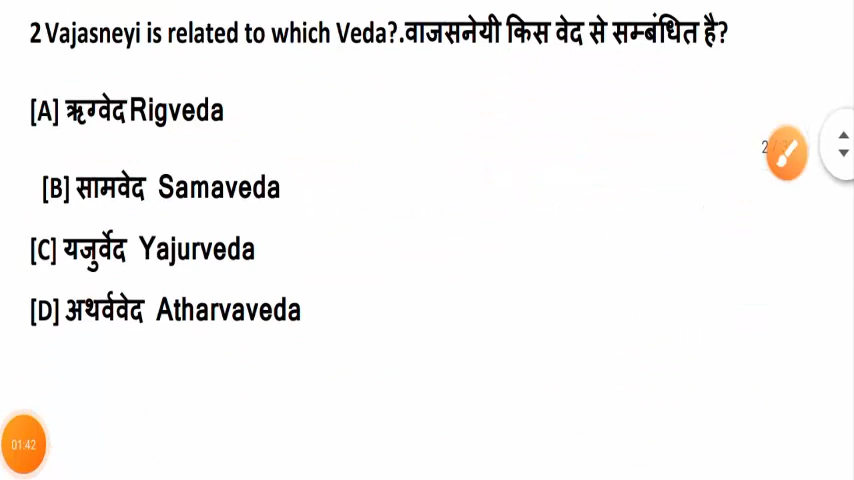 2 Vajasneyi is related to which Veda?.वाजसनेयी किस वेद से सम्बंधित है?
[A] ऋग्वेद Rigveda
2
[B] सामवेद Samaveda
[C] यजुर्वेद Yajurveda
[D] अथर्ववेद Atharvaveda
01:42